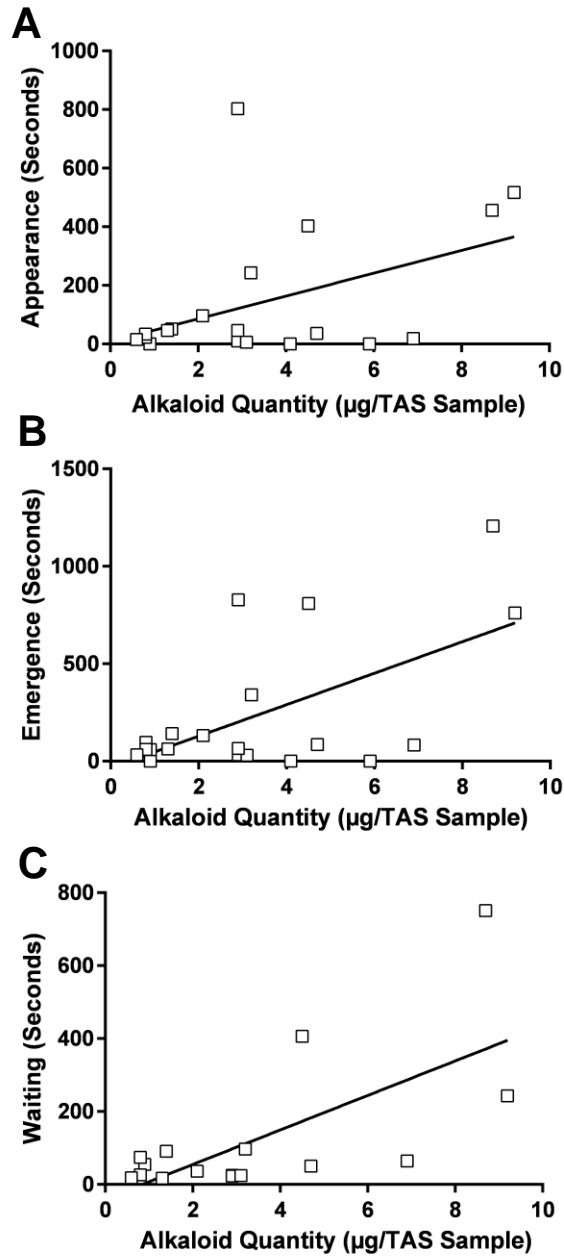 A
1000
800
600
400
200
0
Appearance (Seconds)
0 2 4 6 8 10
Alkaloid Quantity (µg/TAS Sample)
B
1500
1000
500
0
Emergence (Seconds)
0 2 4 6 8 10
Alkaloid Quantity (µg/TAS Sample)
C
800
600
400
200
0
Waiting (Seconds)
0 2 4 6 8 10
Alkaloid Quantity (µg/TAS Sample)